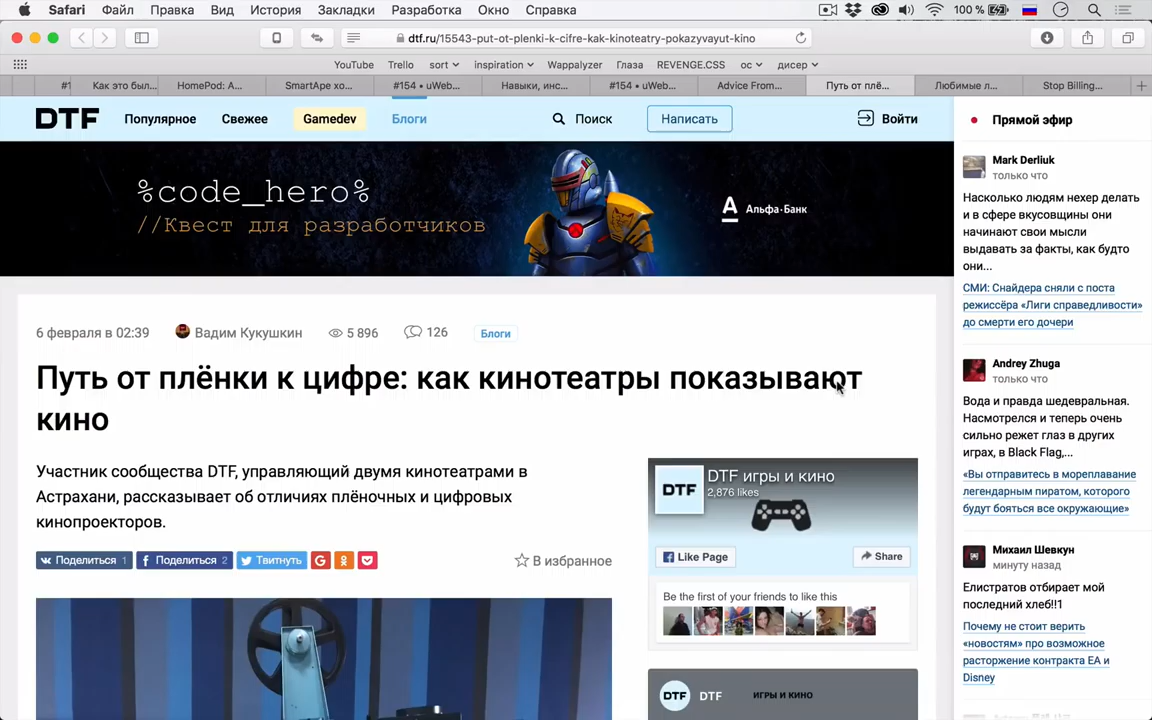 Safari Файл Правка Вид История Закладки Разработка Окно Справка 100 %
dtf.ru/15543-put-ot-plenki-k-cifre-kak-kinoteatry-pokazyvayut-kino
YouTube Trello sort inspiration Wappalyzer Глаза REVENGE.CSS ос дисер
#1 Как это был... HomePod: A... SmartApe хо... #154 • uWeb... Навыки, инс... #154 • uWeb... Advice From... Путь от плё... Любимые л... Stop Billing...
DTF Популярное Свежее Gamedev Блоги Поиск Написать Войти
%code_hero%
//Квест для разработчиков
Альфа·Банк
6 февраля в 02:39 Вадим Кукушкин 5 896 126 Блоги
Путь от плёнки к цифре: как кинотеатры показывают
кино
Участник сообщества DTF, управляющий двумя кинотеатрами в
Астрахани, рассказывает об отличиях плёночных и цифровых
кинопроекторов.
Поделиться 1 Поделиться 2 Твитнуть В избранное
DTF
DTF игры и кино
2,876 likes
Like Page Share
Be the first of your friends to like this
DTF DTF ИГРЫ И КИНО
Прямой эфир
Mark Derliuk
только что
Насколько людям нехер делать
и в сфере вкусовщины они
начинают свои мысли
выдавать за факты, как будто
они...
СМИ: Снайдера сняли с поста
режиссёра «Лиги справедливости»
до смерти его дочери
Andrey Zhuga
только что
Вода и правда шедевральная.
Насмотрелся и теперь очень
сильно режет глаз в других
играх, в Black Flag,...
«Вы отправитесь в мореплавание
легендарным пиратом, которого
будут бояться все окружающие»
Михаил Шевкун
минуту назад
Елистратов отбирает мой
последний хлеб!!1
Почему не стоит верить
«новостям» про возможное
расторжение контракта EA и
Disney